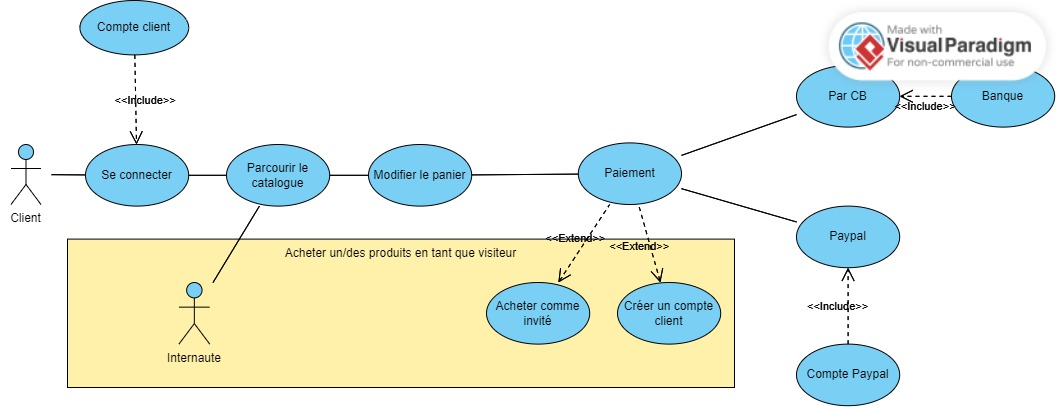 Compte client
Made with
Visual Paradigm
For non-commercial use
<<Include>>
Par CB
<<Include>>
Banque
Client
Se connecter
Parcourir le
catalogue
Modifier le panier
Paiement
Acheter un/des produits en tant que visiteur
<<Extend>>
<<Extend>>
Paypal
Internaute
Acheter comme
invité
Créer un compte
client
<<Include>>
Compte Paypal